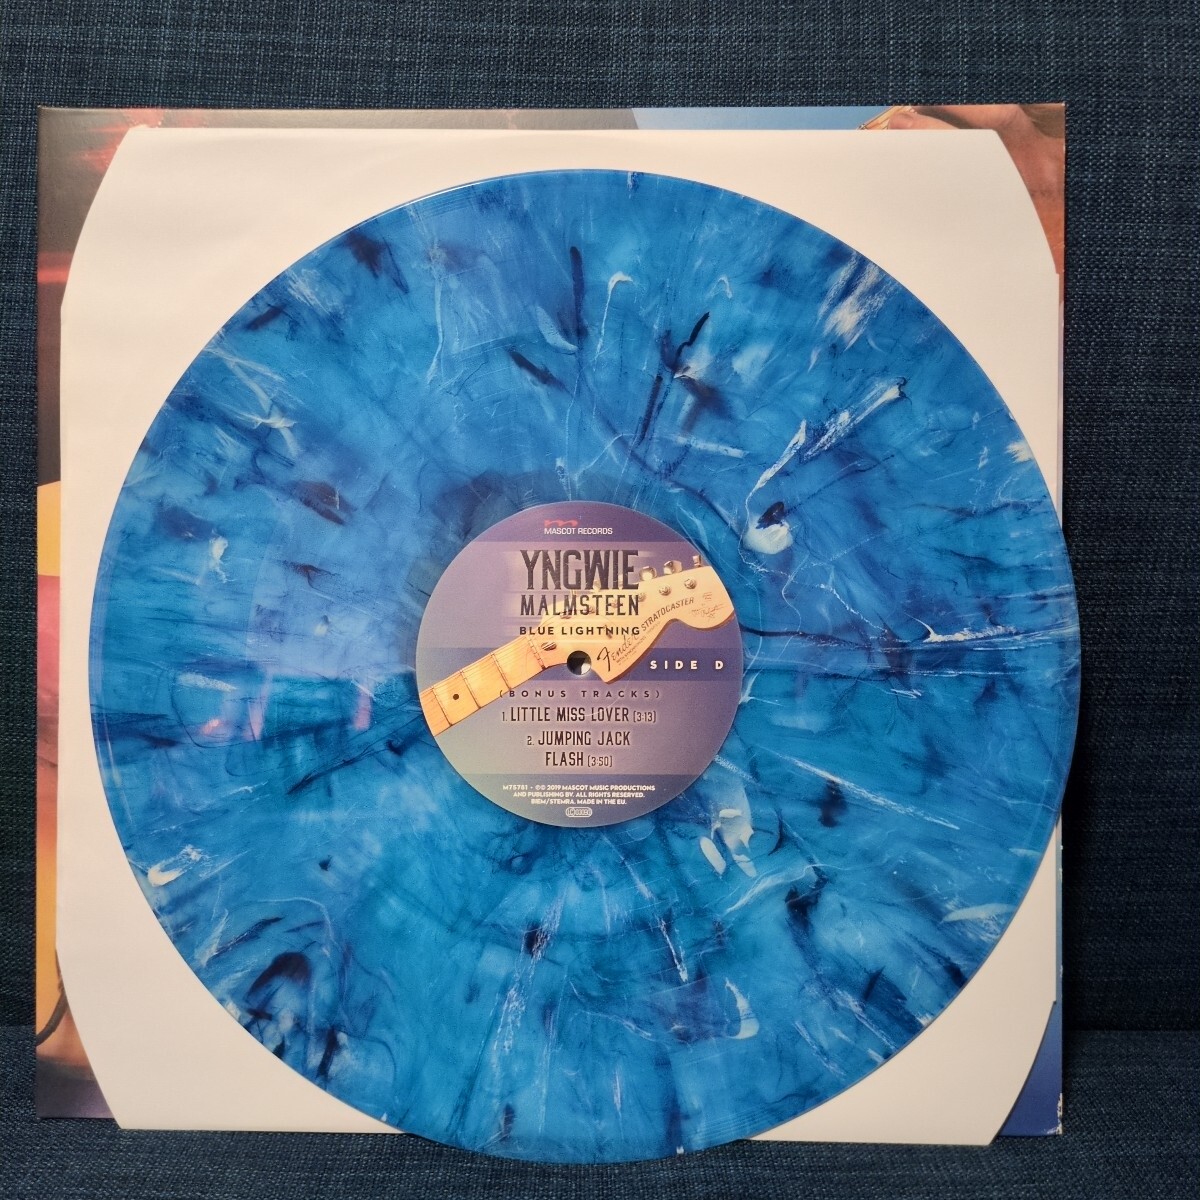 MASCOT RECORDS
YNGWIE
MALMSTEEN
BLUE LIGHTNING
Fender STRATOCASTER
SIDE D
(BONUS TRACKS)
1. LITTLE MISS LOVER [3:13]
2. JUMPING JACK
FLASH [3:50]
M75781 • ℗© 2019 MASCOT MUSIC PRODUCTIONS
AND PUBLISHING BV. ALL RIGHTS RESERVED.
BIEM/STEMRA. MADE IN THE EU.